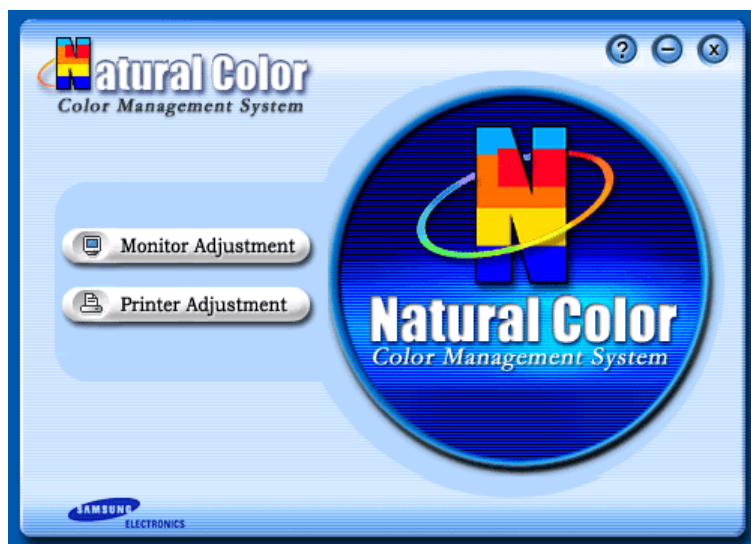 Natural Color
Color Management System
? − x
Monitor Adjustment
Printer Adjustment
N
Natural Color
Color Management System
SAMSUNG
ELECTRONICS